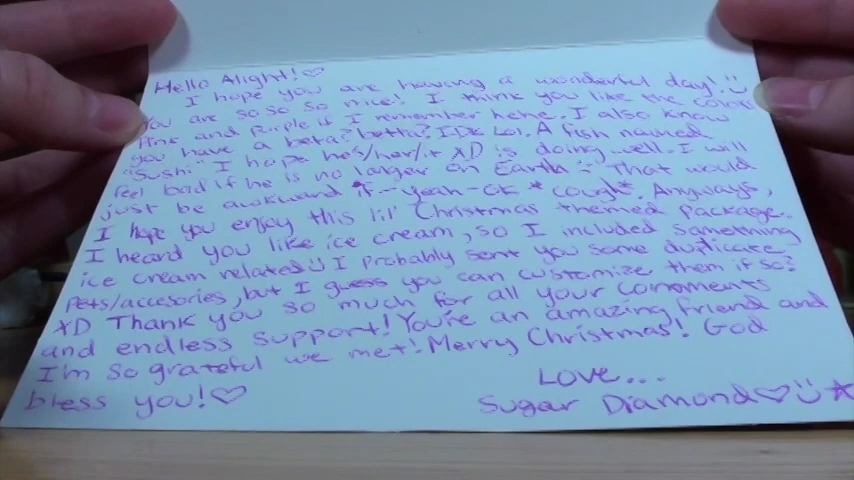 Hello Alight! ♡
I hope you are having a wonderful day! ☺
You are so so so nice! I think you like the colors
Pink and Purple if I remember here. I also know
you have a beta? betha? IDK Lol. A fish named
"Sushi" I hope he's/her/it XD is doing well. I will
feel bad if he is no longer on Earth :- That would
just be awkward if--yeah-ok *cough*. Anyways,
I hope you enjoy this lil' Christmas themed package.
I heard you like ice cream, so I included something
ice cream related ☺ I Probably sent you some duplicate
Pets/accesories, but I guess you can customize them if so?
XD Thank you so much for all your comments
and endless support! You're an amazing friend and
I'm so grateful we met! Merry Christmas! God
bless you! ♡
Love...
Sugar Diamond ♡ ☺ ☆